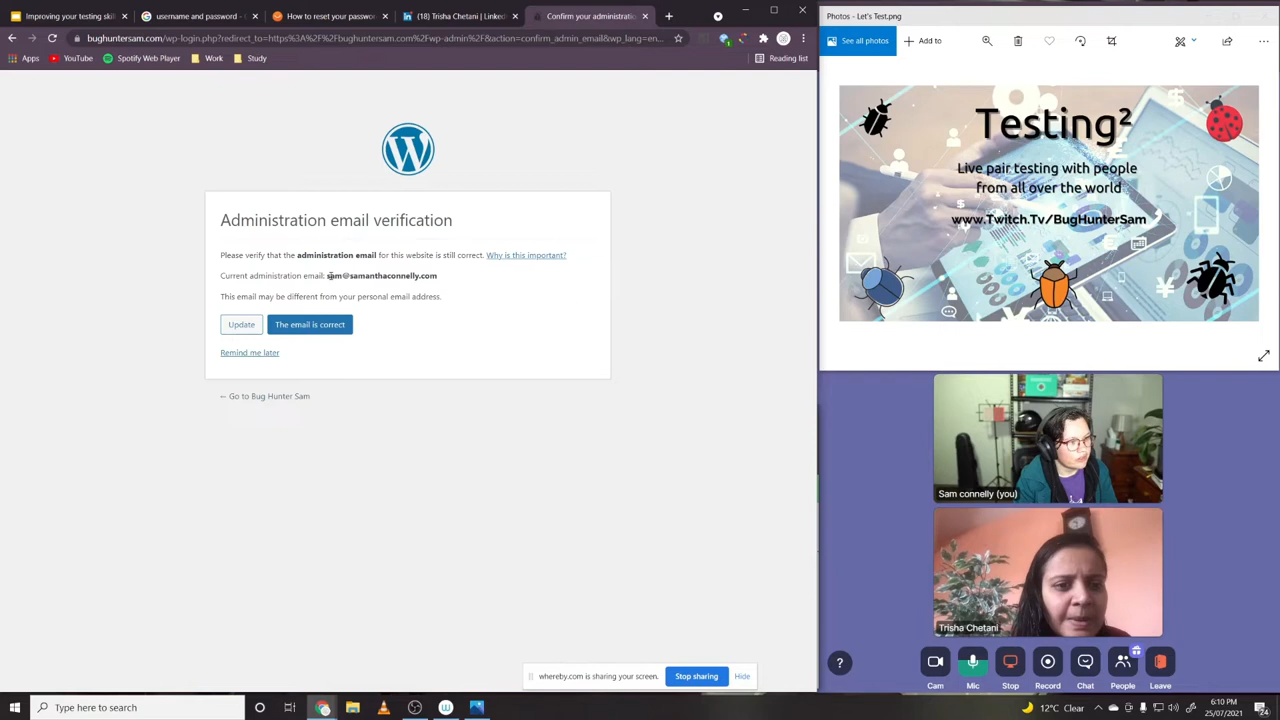 Improving your testing skil
username and password - G
How to reset your passwor
(18) Trisha Chetani | LinkedI
Confirm your administratio
bughuntersam.com/wp-login.php?redirect_to=https%3A%2F%2Fbughuntersam.com%2Fwp-admin%2F&action=confirm_admin_email&wp_lang=en...
Apps
YouTube
Spotify Web Player
Work
Study
Reading list
Administration email verification
Please verify that the administration email for this website is still correct. Why is this important?
Current administration email: sam@samanthaconnelly.com
This email may be different from your personal email address.
Update
The email is correct
Remind me later
← Go to Bug Hunter Sam
whereby.com is sharing your screen.
Stop sharing
Hide
Photos - Let's Test.png
See all photos
Add to
Testing²
Live pair testing with people
from all over the world
www.Twitch.Tv/BugHunterSam
Sam connelly (you)
Trisha Chetani
?
Cam
Mic
Stop
Record
Chat
People
Leave
Type here to search
12°C Clear
6:10 PM
25/07/2021
24